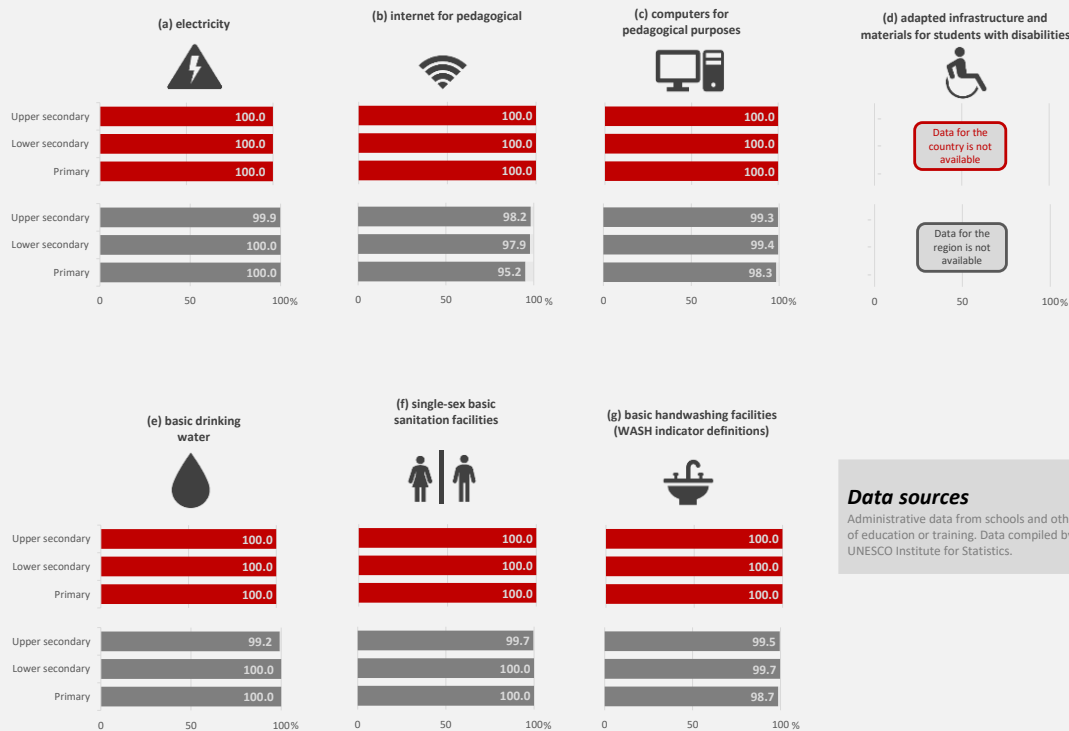 (a) electricity
(b) internet for pedagogical
(c) computers for
pedagogical purposes
(d) adapted infrastructure and
materials for students with disabilities
Upper secondary 100.0 100.0 100.0
Lower secondary 100.0 100.0 100.0
Primary 100.0 100.0 100.0
Data for the
country is not
available
Upper secondary 99.9 98.2 99.3
Lower secondary 100.0 97.9 99.4
Primary 100.0 95.2 98.3
Data for the
region is not
available
0 50 100% 0 50 100% 0 50 100% 0 50 100%
(e) basic drinking
water
(f) single-sex basic
sanitation facilities
(g) basic handwashing facilities
(WASH indicator definitions)
Upper secondary 100.0 100.0 100.0
Lower secondary 100.0 100.0 100.0
Primary 100.0 100.0 100.0
Upper secondary 99.2 99.7 99.5
Lower secondary 100.0 100.0 99.7
Primary 100.0 100.0 98.7
0 50 100% 0 50 100% 0 50 100%
Data sources
Administrative data from schools and oth
of education or training. Data compiled by
UNESCO Institute for Statistics.